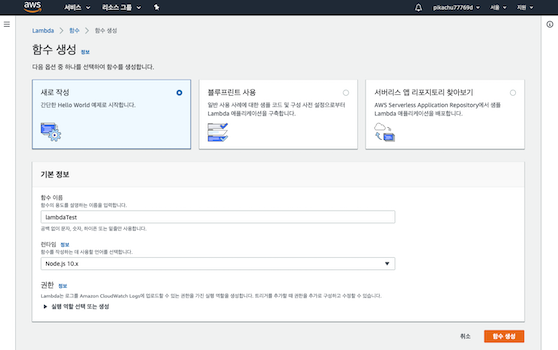 aws 서비스 리소스 그룹 pikachu77769d 서울 지원
Lambda > 함수 > 함수 생성
함수 생성 정보
다음 옵션 중 하나를 선택하여 함수를 생성합니다.
새로 작성
간단한 Hello World 예제로 시작합니다.
블루프린트 사용
일반 사용 사례에 대한 샘플 코드 및 구성 사전 설정으로부터
Lambda 애플리케이션을 구축합니다.
서버리스 앱 리포지토리 찾아보기
AWS Serverless Application Repository에서 샘플
Lambda 애플리케이션을 배포합니다.
기본 정보
함수 이름
함수의 용도를 설명하는 이름을 입력합니다.
lambdaTest
공백 없이 문자, 숫자, 하이픈 또는 밑줄만 사용합니다.
런타임 정보
함수를 작성하는 데 사용할 언어를 선택합니다.
Node.js 10.x
권한 정보
Lambda는 로그를 Amazon CloudWatch Logs에 업로드할 수 있는 권한을 가진 실행 역할을 생성합니다. 트리거를 추가할 때 권한을 추가로 구성하고 수정할 수 있습니다.
실행 역할 선택 또는 생성
취소 함수 생성